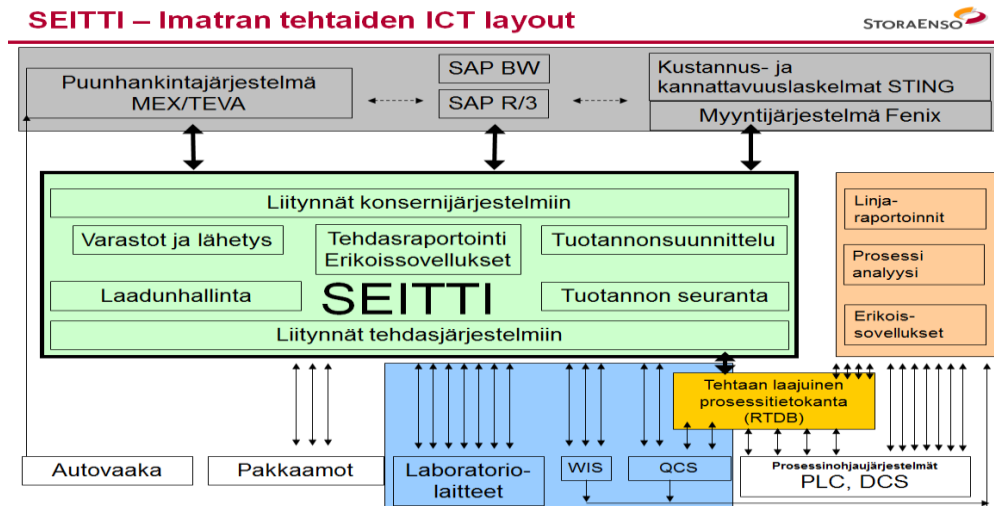 SEITTI – Imatran tehtaiden ICT layout
STORAENSO
Puunhankintajärjestelmä
MEX/TEVA
SAP BW
SAP R/3
Kustannus- ja
kannattavuuslaskelmat STING
Myyntijärjestelmä Fenix
Liitynnät konsernijärjestelmiin
Varastot ja lähetys
Tehdasraportointi
Erikoissovellukset
Tuotannonsuunnittelu
Laadunhallinta
SEITTI
Tuotannon seuranta
Liitynnät tehdasjärjestelmiin
Linja-
raportoinnit
Prosessi
analyysi
Erikois-
sovellukset
Tehtaan laajuinen
prosessitietokanta
(RTDB)
Autovaaka
Pakkaamot
Laboratorio-
laitteet
WIS
QCS
Prosessinohjaujärjestelmät
PLC, DCS